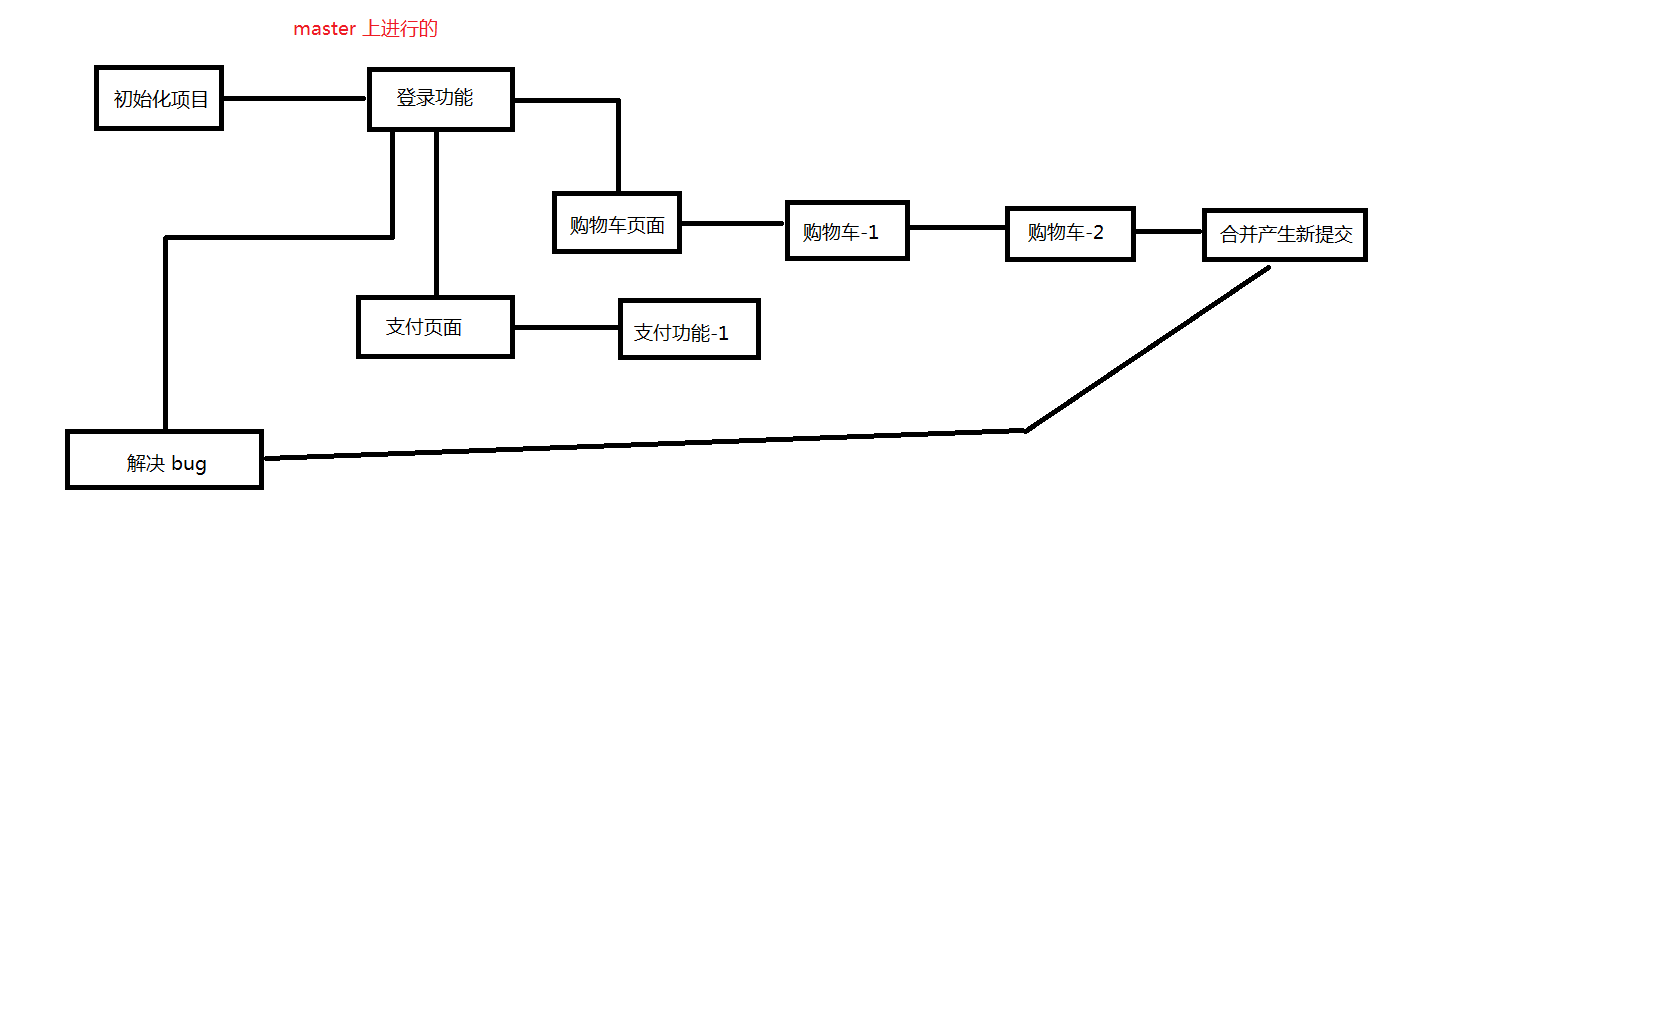 master 上进行的
初始化项目
登录功能
购物车页面
购物车-1
购物车-2
合并产生新提交
支付页面
支付功能-1
解决 bug